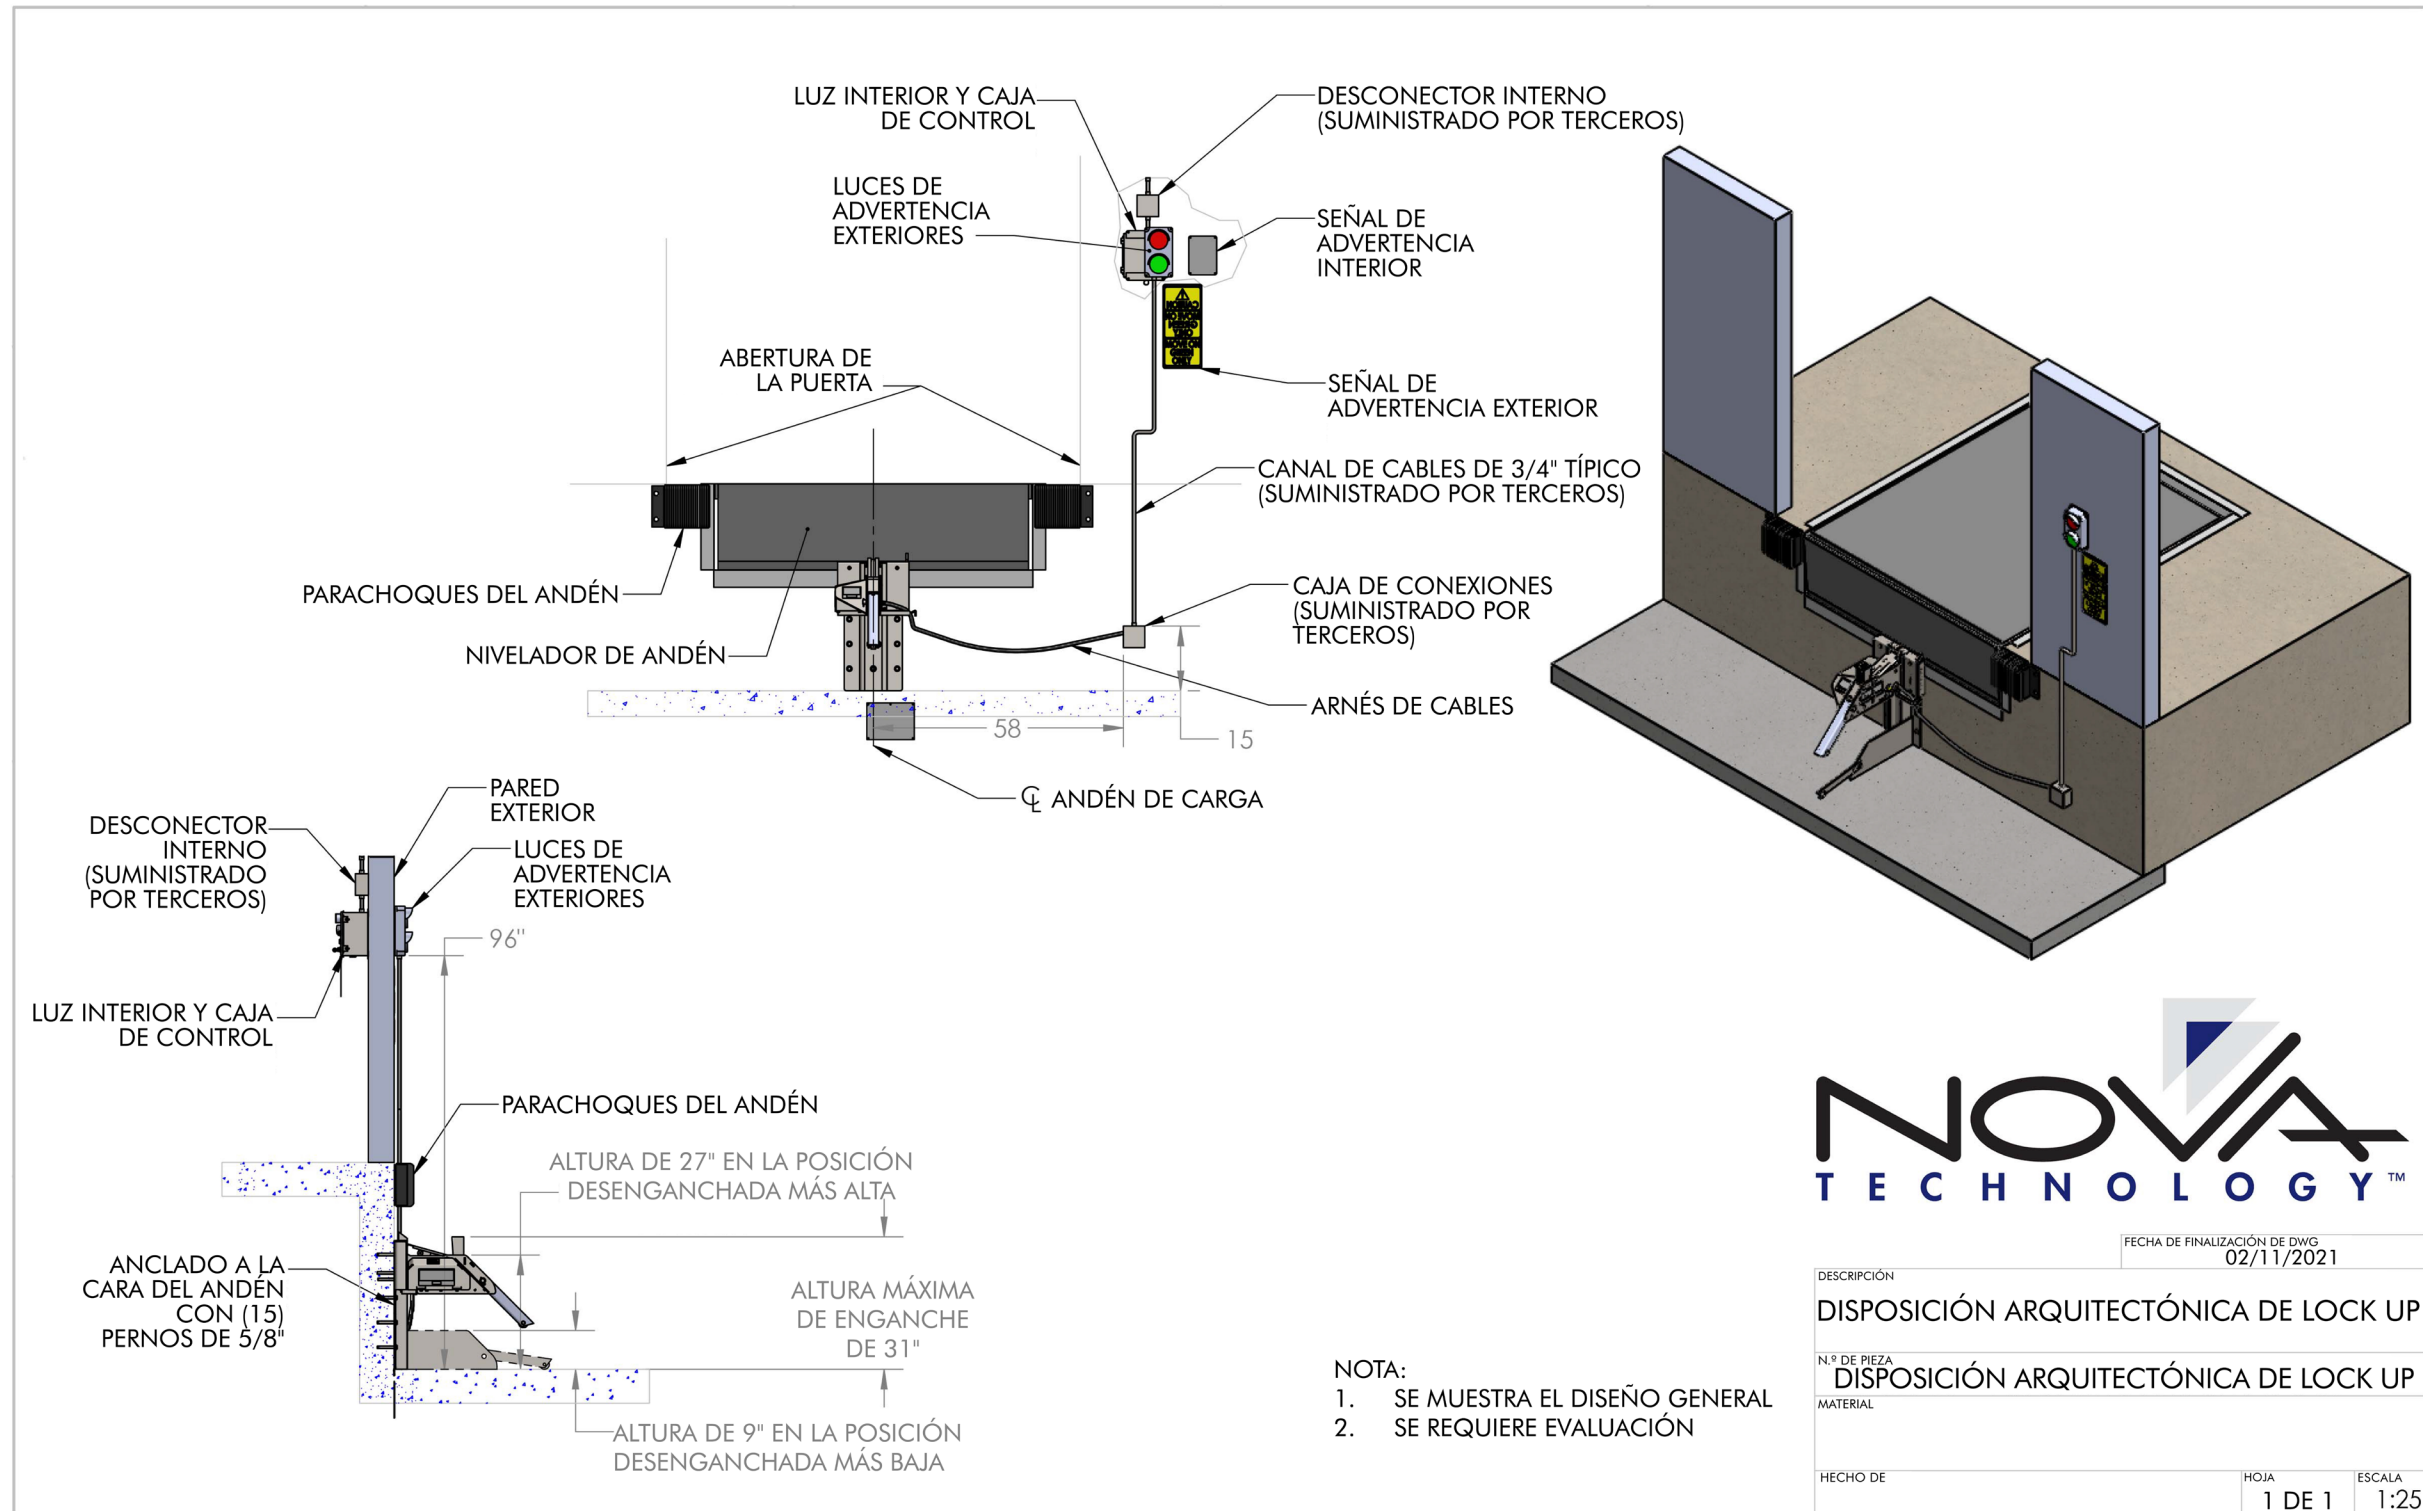 LUZ INTERIOR Y CAJA
DE CONTROL
DESCONECTOR INTERNO
(SUMINISTRADO POR TERCEROS)
LUCES DE
ADVERTENCIA
EXTERIORES
SEÑAL DE
ADVERTENCIA
INTERIOR
ABERTURA DE
LA PUERTA
SEÑAL DE
ADVERTENCIA EXTERIOR
CANAL DE CABLES DE 3/4" TÍPICO
(SUMINISTRADO POR TERCEROS)
PARACHOQUES DEL ANDÉN
CAJA DE CONEXIONES
(SUMINISTRADO POR
TERCEROS)
NIVELADOR DE ANDÉN
ARNÉS DE CABLES
58
15
℄ ANDÉN DE CARGA
PARED
EXTERIOR
DESCONECTOR
INTERNO
(SUMINISTRADO
POR TERCEROS)
LUCES DE
ADVERTENCIA
EXTERIORES
96"
LUZ INTERIOR Y CAJA
DE CONTROL
PARACHOQUES DEL ANDÉN
ALTURA DE 27" EN LA POSICIÓN
DESENGANCHADA MÁS ALTA
ANCLADO A LA
CARA DEL ANDÉN
CON (15)
PERNOS DE 5/8"
ALTURA MÁXIMA
DE ENGANCHE
DE 31"
ALTURA DE 9" EN LA POSICIÓN
DESENGANCHADA MÁS BAJA
NOTA:
1. SE MUESTRA EL DISEÑO GENERAL
2. SE REQUIERE EVALUACIÓN
NOVA
TECHNOLOGY™
FECHA DE FINALIZACIÓN DE DWG
02/11/2021
DESCRIPCIÓN
DISPOSICIÓN ARQUITECTÓNICA DE LOCK UP
N.º DE PIEZA
DISPOSICIÓN ARQUITECTÓNICA DE LOCK UP
MATERIAL
HECHO DE
HOJA
1 DE 1
ESCALA
1:25